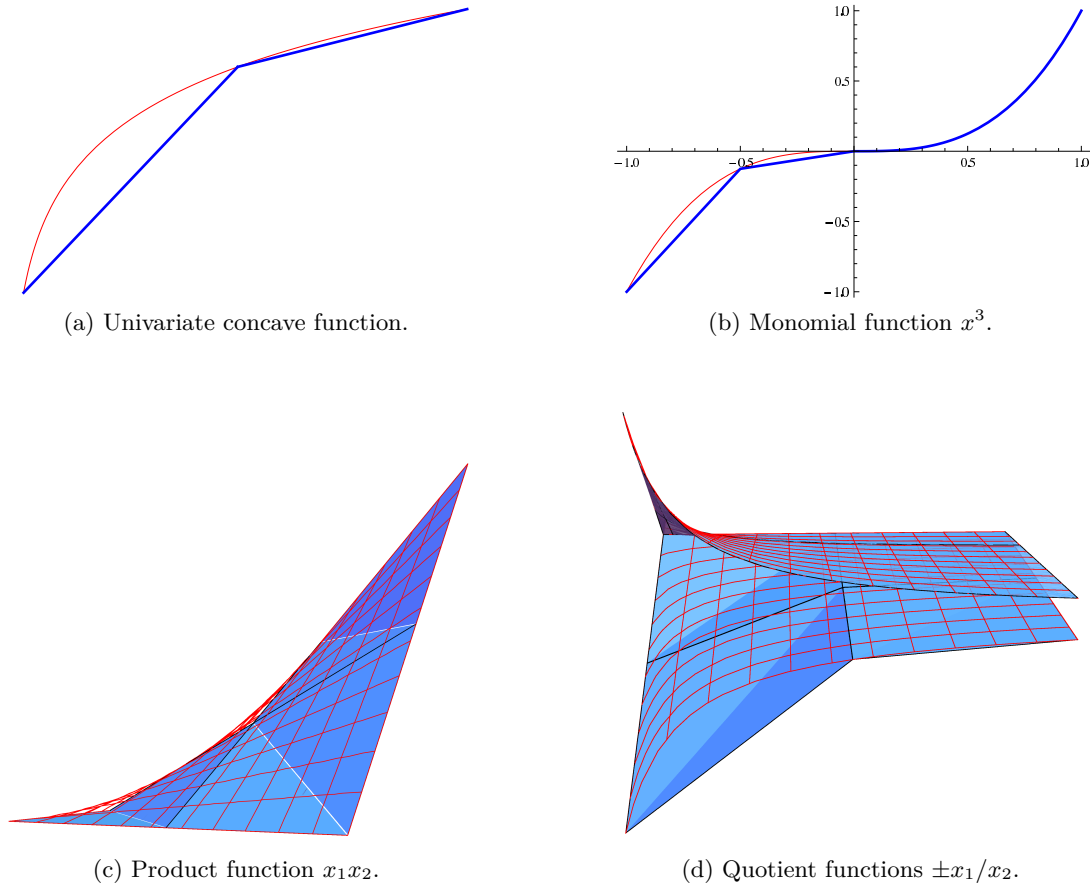 1.0
0.5
−1.0 −0.5 0.5 1.0
−0.5
−1.0
(a) Univariate concave function.
(b) Monomial function x³.
(c) Product function x₁x₂.
(d) Quotient functions ±x₁/x₂.